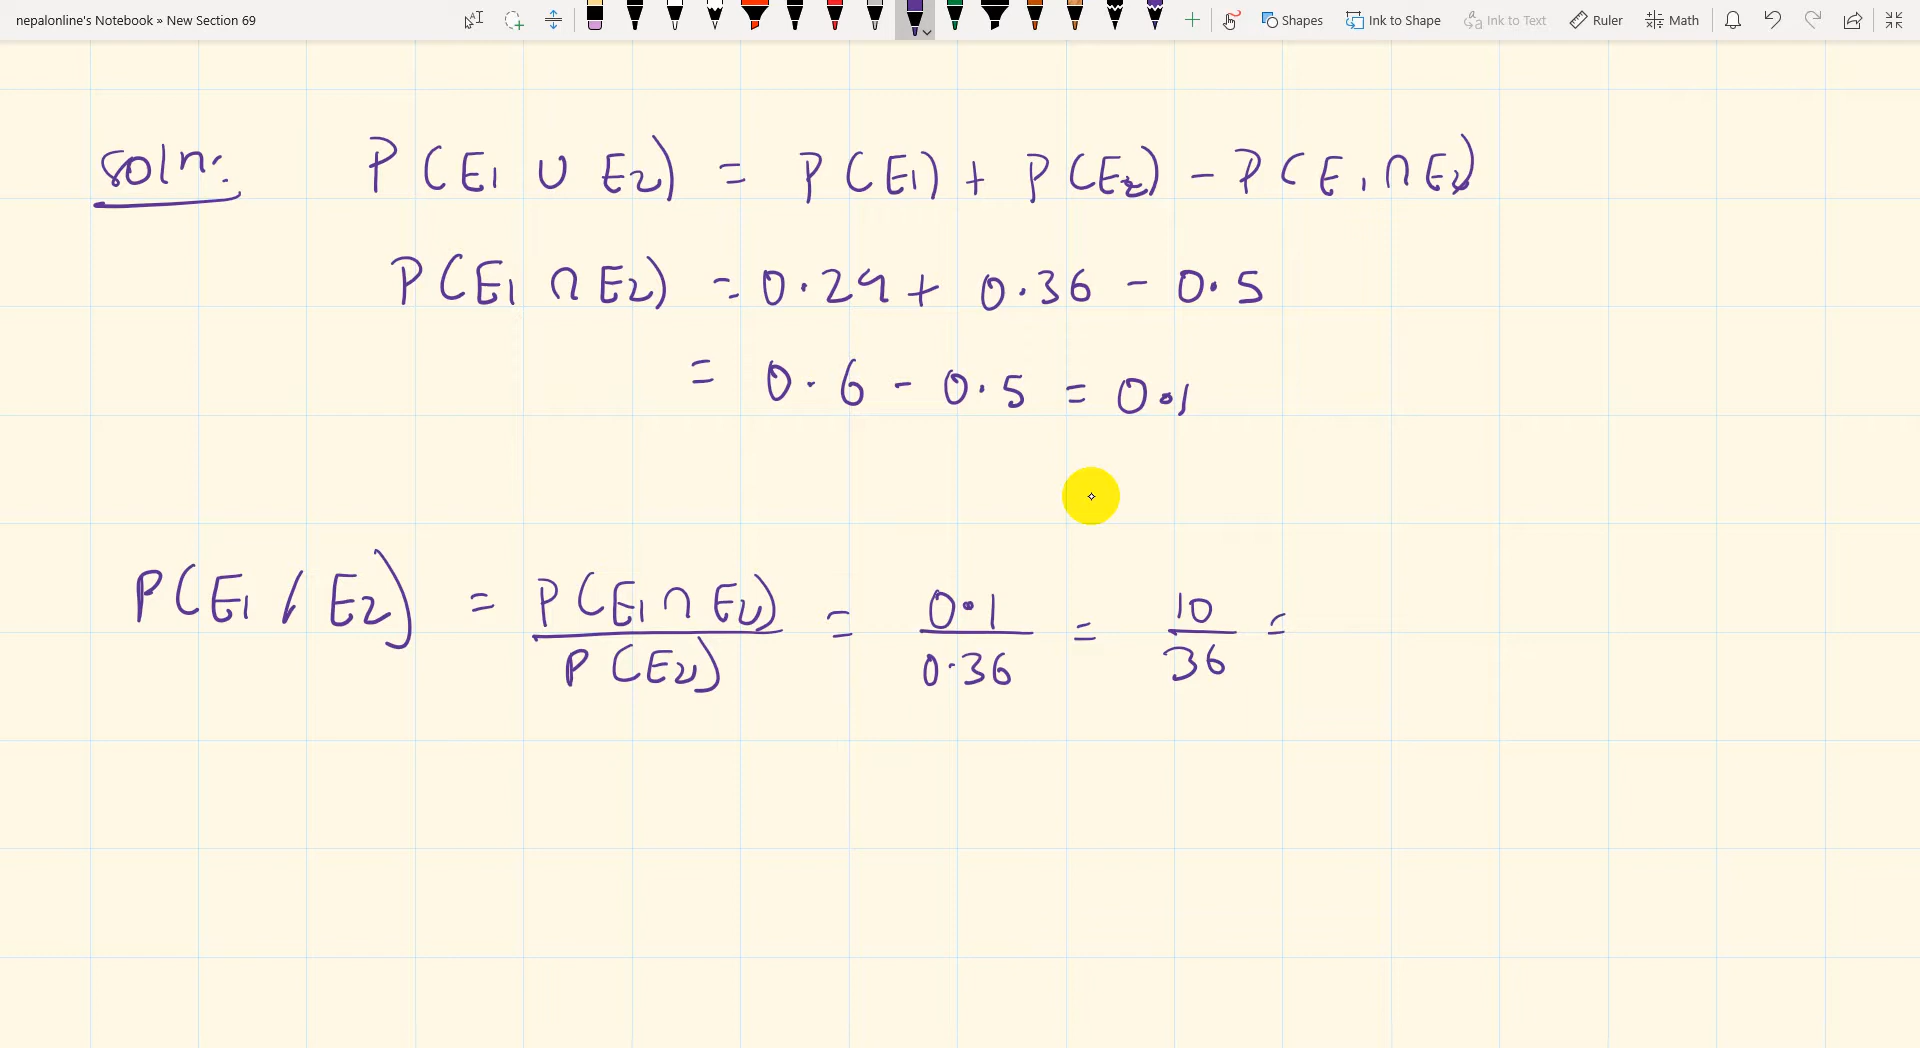 nepalonline's Notebook » New Section 69 Shapes Ink to Shape Ink to Text Ruler Math
Soln: P(E1 ∪ E2) = P(E1) + P(E2) - P(E1 ∩ E2)
P(E1 ∩ E2) = 0.24 + 0.36 - 0.5
= 0.6 - 0.5 = 0.1
P(E1 / E2) = P(E1 ∩ E2) / P(E2) = 0.1 / 0.36 = 10 / 36 =